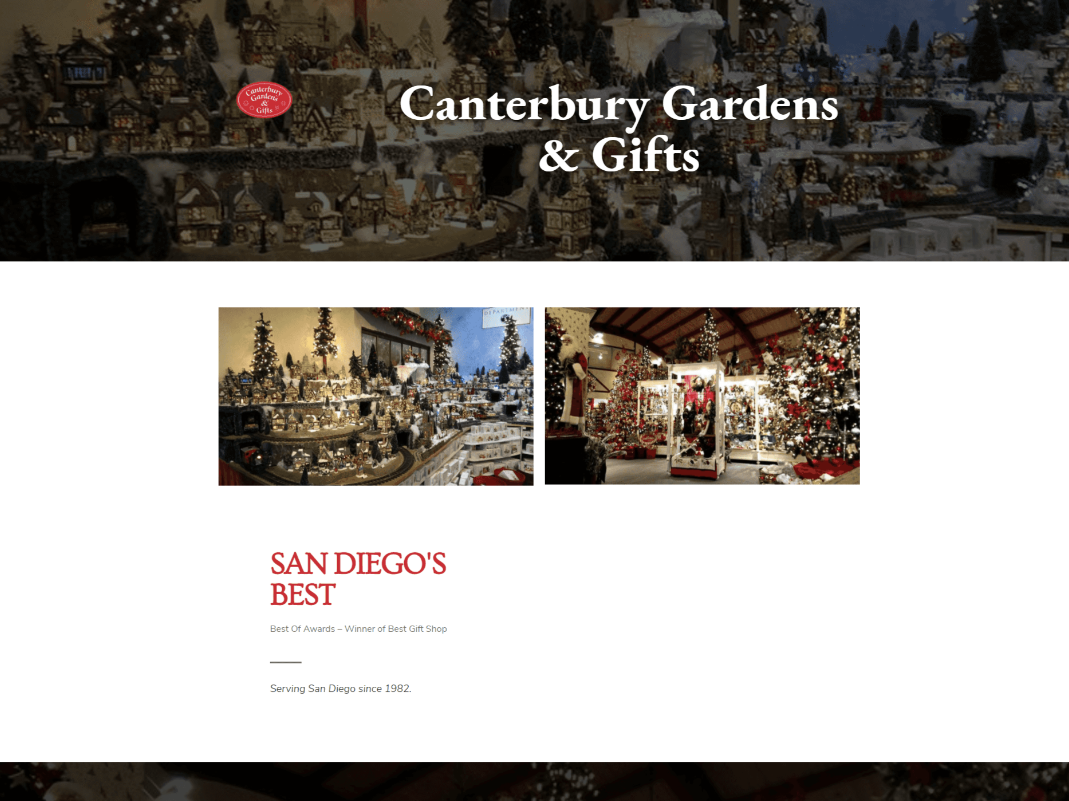 Canterbury
Gardens
&
Gifts
Canterbury Gardens
& Gifts
DEPARTMENT
SAN DIEGO'S
BEST
Best Of Awards – Winner of Best Gift Shop
Serving San Diego since 1982.